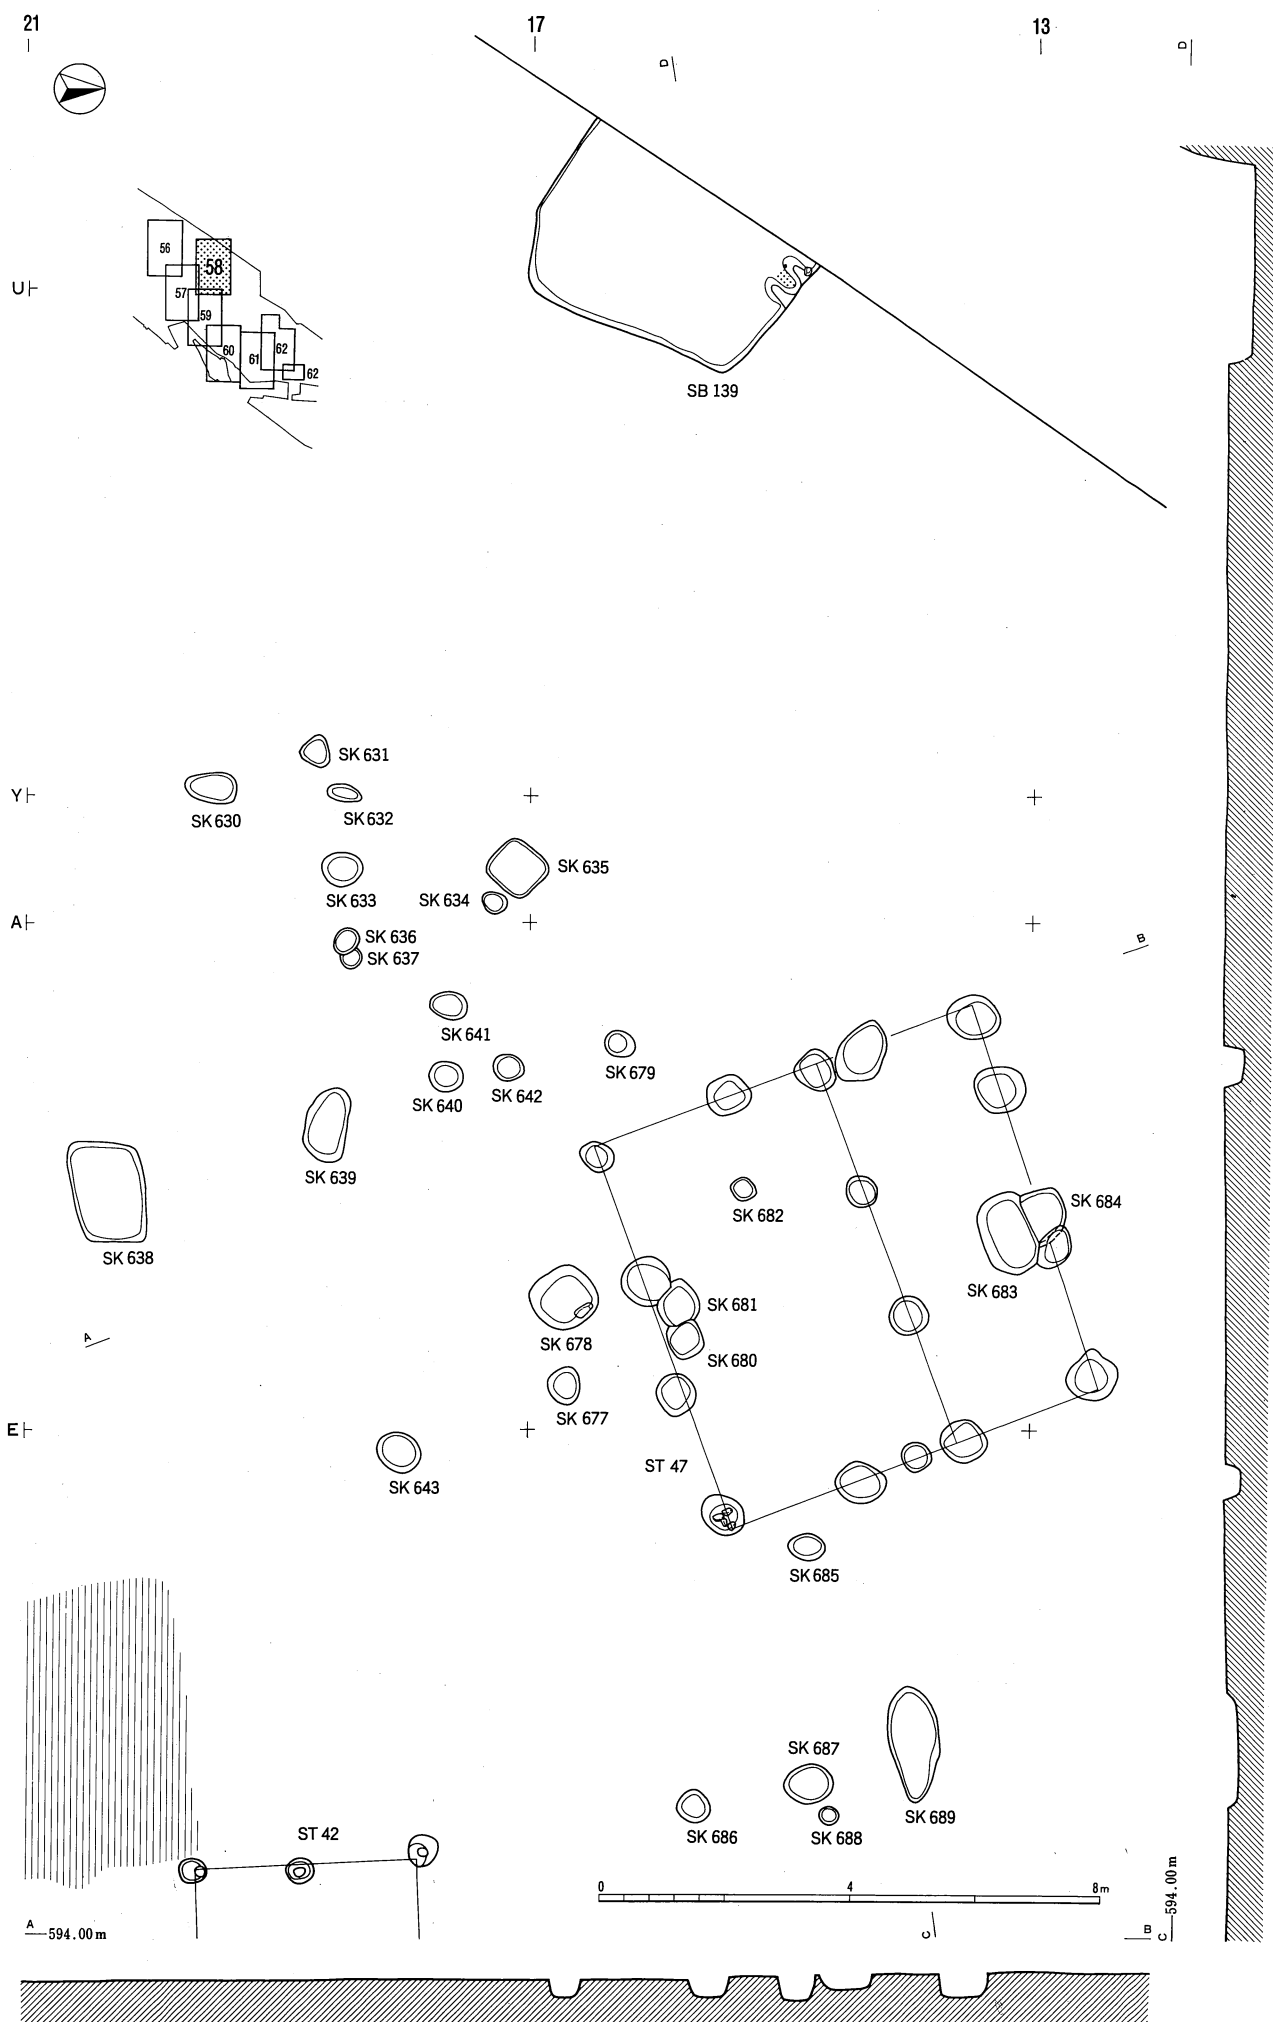 21
17
13
D
D
56
58
U
57
59
60
61
62
62
SB 139
SK 631
Y
SK 630
SK 632
SK 635
SK 633
SK 634
A
SK 636
B
SK 637
SK 641
SK 679
SK 642
SK 640
SK 639
SK 682
SK 684
SK 638
SK 683
SK 681
A
SK 678
SK 680
SK 677
E
ST 47
SK 643
SK 685
SK 687
SK 689
ST 42
SK 686
SK 688
0
4
8m
A
594.00m
C
B
C
594.00m